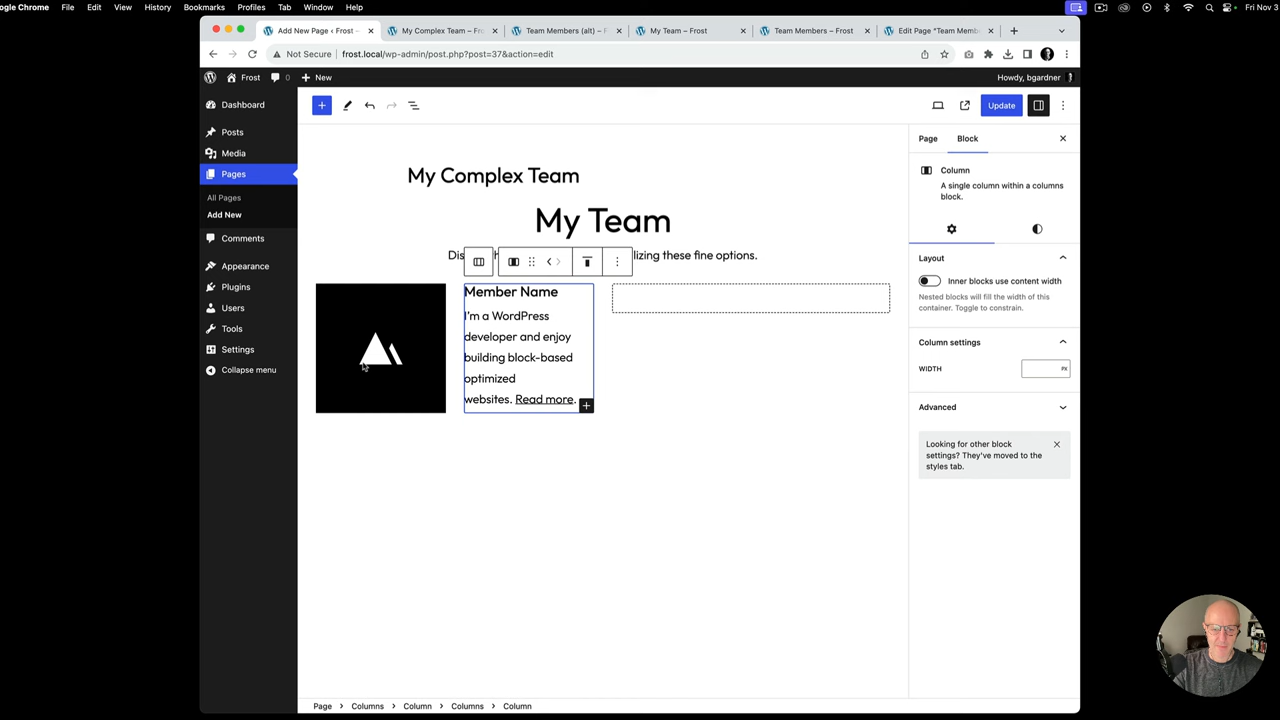 ogle Chrome File Edit View History Bookmarks Profiles Tab Window Help Fri Nov 3
Add New Page ‹ Frost – My Complex Team – Fro Team Members (alt) – F My Team – Frost Team Members – Frost Edit Page "Team Memb
Not Secure frost.local/wp-admin/post.php?post=37&action=edit
Frost 0 New Howdy, bgardner
Dashboard
Posts
Media
Pages
All Pages
Add New
Comments
Appearance
Plugins
Users
Tools
Settings
Collapse menu
Update
My Complex Team
My Team
Dis
lizing these fine options.
Member Name
I'm a WordPress
developer and enjoy
building block-based
optimized
websites. Read more.
Page Block
Column
A single column within a columns
block.
Layout
Inner blocks use content width
Nested blocks will fill the width of this
container. Toggle to constrain.
Column settings
WIDTH PX
Advanced
Looking for other block
settings? They've moved to the
styles tab.
Page Columns Column Columns Column